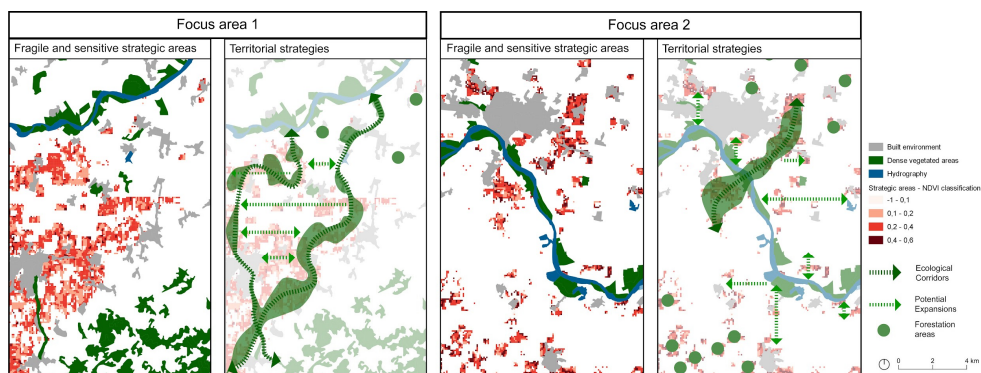 Focus area 1
Focus area 2
Fragile and sensitive strategic areas
Territorial strategies
Fragile and sensitive strategic areas
Territorial strategies
Built environment
Dense vegetated areas
Hydrography
Strategic areas - NDVI classification
-1 - 0,1
0,1 - 0,2
0,2 - 0,4
0,4 - 0,6
Ecological
Corridors
Potential
Expansions
Forestation
areas
0 2 4 km